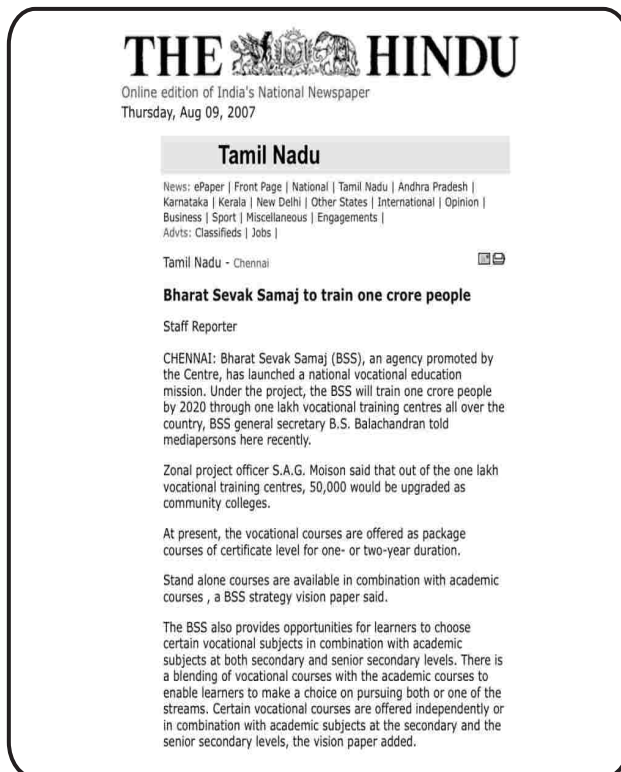 THE HINDU
Online edition of India's National Newspaper
Thursday, Aug 09, 2007
Tamil Nadu
News: ePaper | Front Page | National | Tamil Nadu | Andhra Pradesh |
Karnataka | Kerala | New Delhi | Other States | International | Opinion |
Business | Sport | Miscellaneous | Engagements |
Advts: Classifieds | Jobs |
Tamil Nadu - Chennai
Bharat Sevak Samaj to train one crore people
Staff Reporter
CHENNAI: Bharat Sevak Samaj (BSS), an agency promoted by
the Centre, has launched a national vocational education
mission. Under the project, the BSS will train one crore people
by 2020 through one lakh vocational training centres all over the
country, BSS general secretary B.S. Balachandran told
mediapersons here recently.
Zonal project officer S.A.G. Moison said that out of the one lakh
vocational training centres, 50,000 would be upgraded as
community colleges.
At present, the vocational courses are offered as package
courses of certificate level for one- or two-year duration.
Stand alone courses are available in combination with academic
courses , a BSS strategy vision paper said.
The BSS also provides opportunities for learners to choose
certain vocational subjects in combination with academic
subjects at both secondary and senior secondary levels. There is
a blending of vocational courses with the academic courses to
enable learners to make a choice on pursuing both or one of the
streams. Certain vocational courses are offered independently or
in combination with academic subjects at the secondary and the
senior secondary levels, the vision paper added.